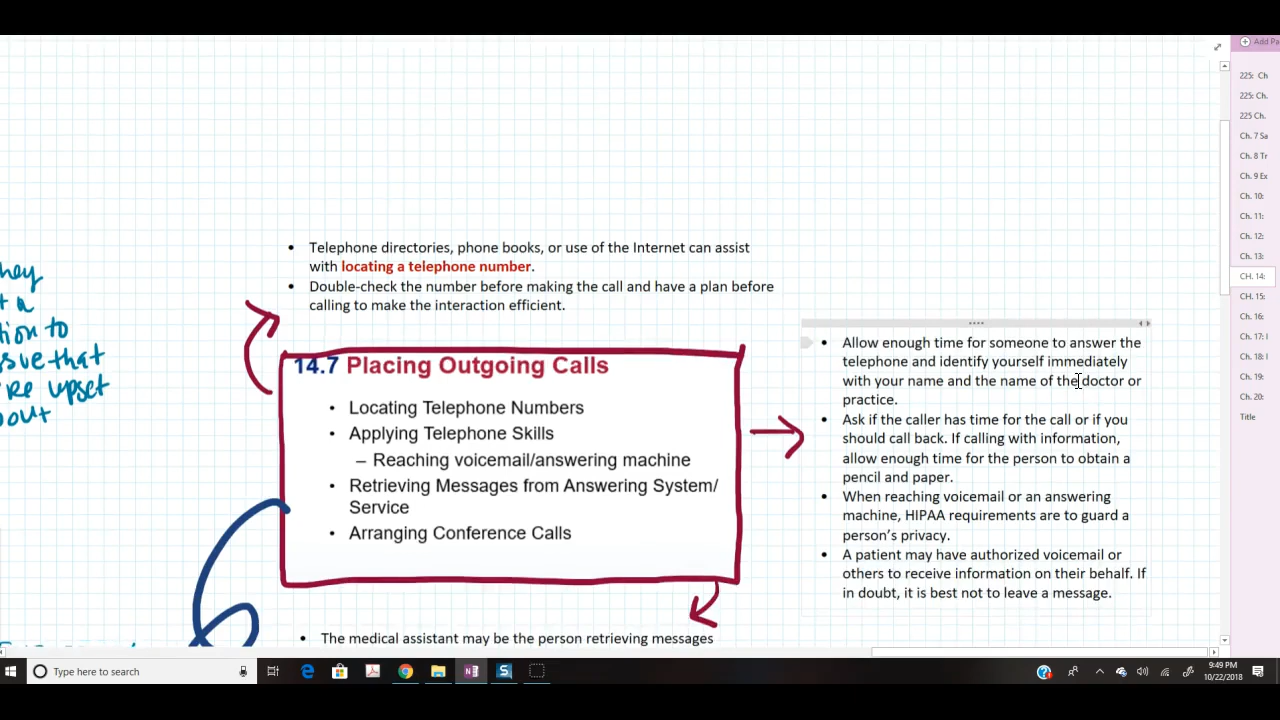 Add Pa
225: Ch
225: Ch.
225 Ch.
Ch. 7 Sa
Ch. 8 Tr
Ch. 9 Ex
Ch. 10:
Ch. 11:
Ch. 12:
Ch. 13:
CH. 14:
Ch. 15:
Ch. 16:
Ch. 17: I
Ch. 18: I
Ch. 19:
Ch. 20:
Title
hey
t a
tion to
ssue that
're upset
bout
• Telephone directories, phone books, or use of the Internet can assist
with locating a telephone number.
• Double-check the number before making the call and have a plan before
calling to make the interaction efficient.
14.7 Placing Outgoing Calls
• Locating Telephone Numbers
• Applying Telephone Skills
– Reaching voicemail/answering machine
• Retrieving Messages from Answering System/
Service
• Arranging Conference Calls
• Allow enough time for someone to answer the
telephone and identify yourself immediately
with your name and the name of the doctor or
practice.
• Ask if the caller has time for the call or if you
should call back. If calling with information,
allow enough time for the person to obtain a
pencil and paper.
• When reaching voicemail or an answering
machine, HIPAA requirements are to guard a
person's privacy.
• A patient may have authorized voicemail or
others to receive information on their behalf. If
in doubt, it is best not to leave a message.
• The medical assistant may be the person retrieving messages
Type here to search
9:49 PM
10/22/2018